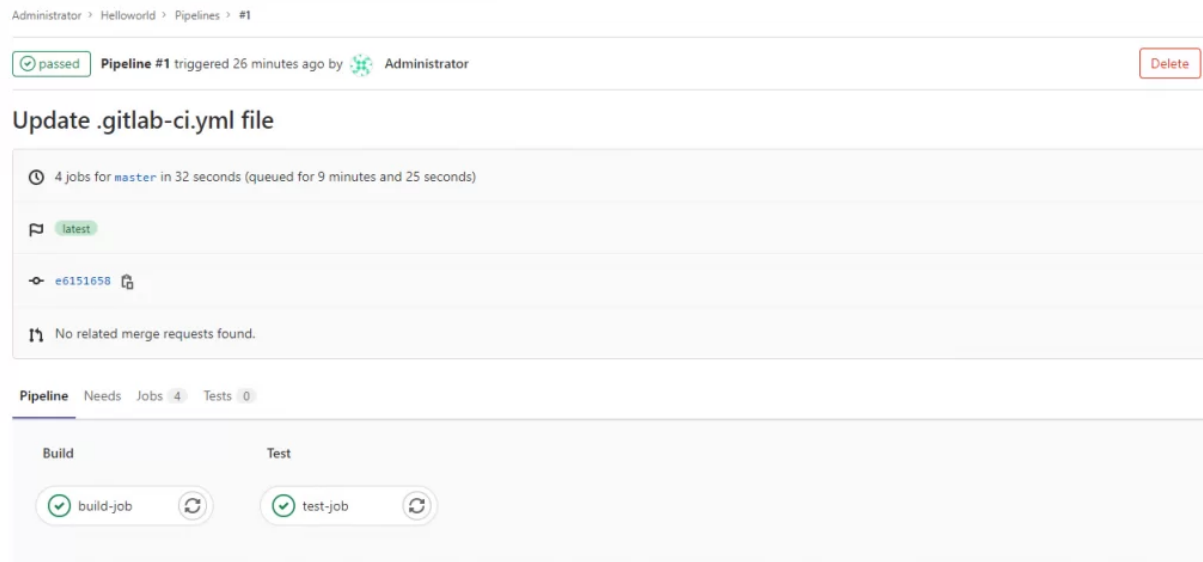 Administrator > Helloworld > Pipelines > #1
passed Pipeline #1 triggered 26 minutes ago by Administrator Delete
Update .gitlab-ci.yml file
4 jobs for master in 32 seconds (queued for 9 minutes and 25 seconds)
latest
e6151658
No related merge requests found.
Pipeline Needs Jobs 4 Tests 0
Build Test
build-job test-job